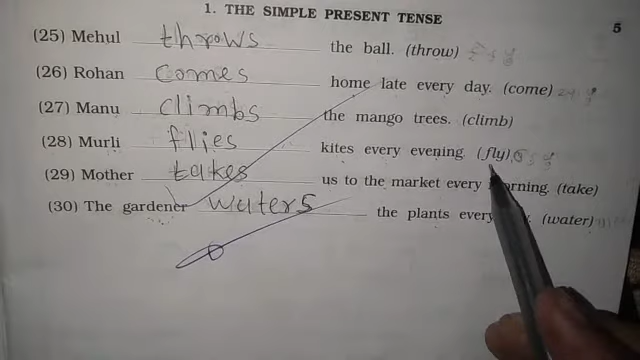 1. THE SIMPLE PRESENT TENSE 5
(25) Mehul throws the ball. (throw)
(26) Rohan comes home late every day. (come)
(27) Manu climbs the mango trees. (climb)
(28) Murli flies kites every evening. (fly)
(29) Mother takes us to the market every morning. (take)
(30) The gardener waters the plants every (water)